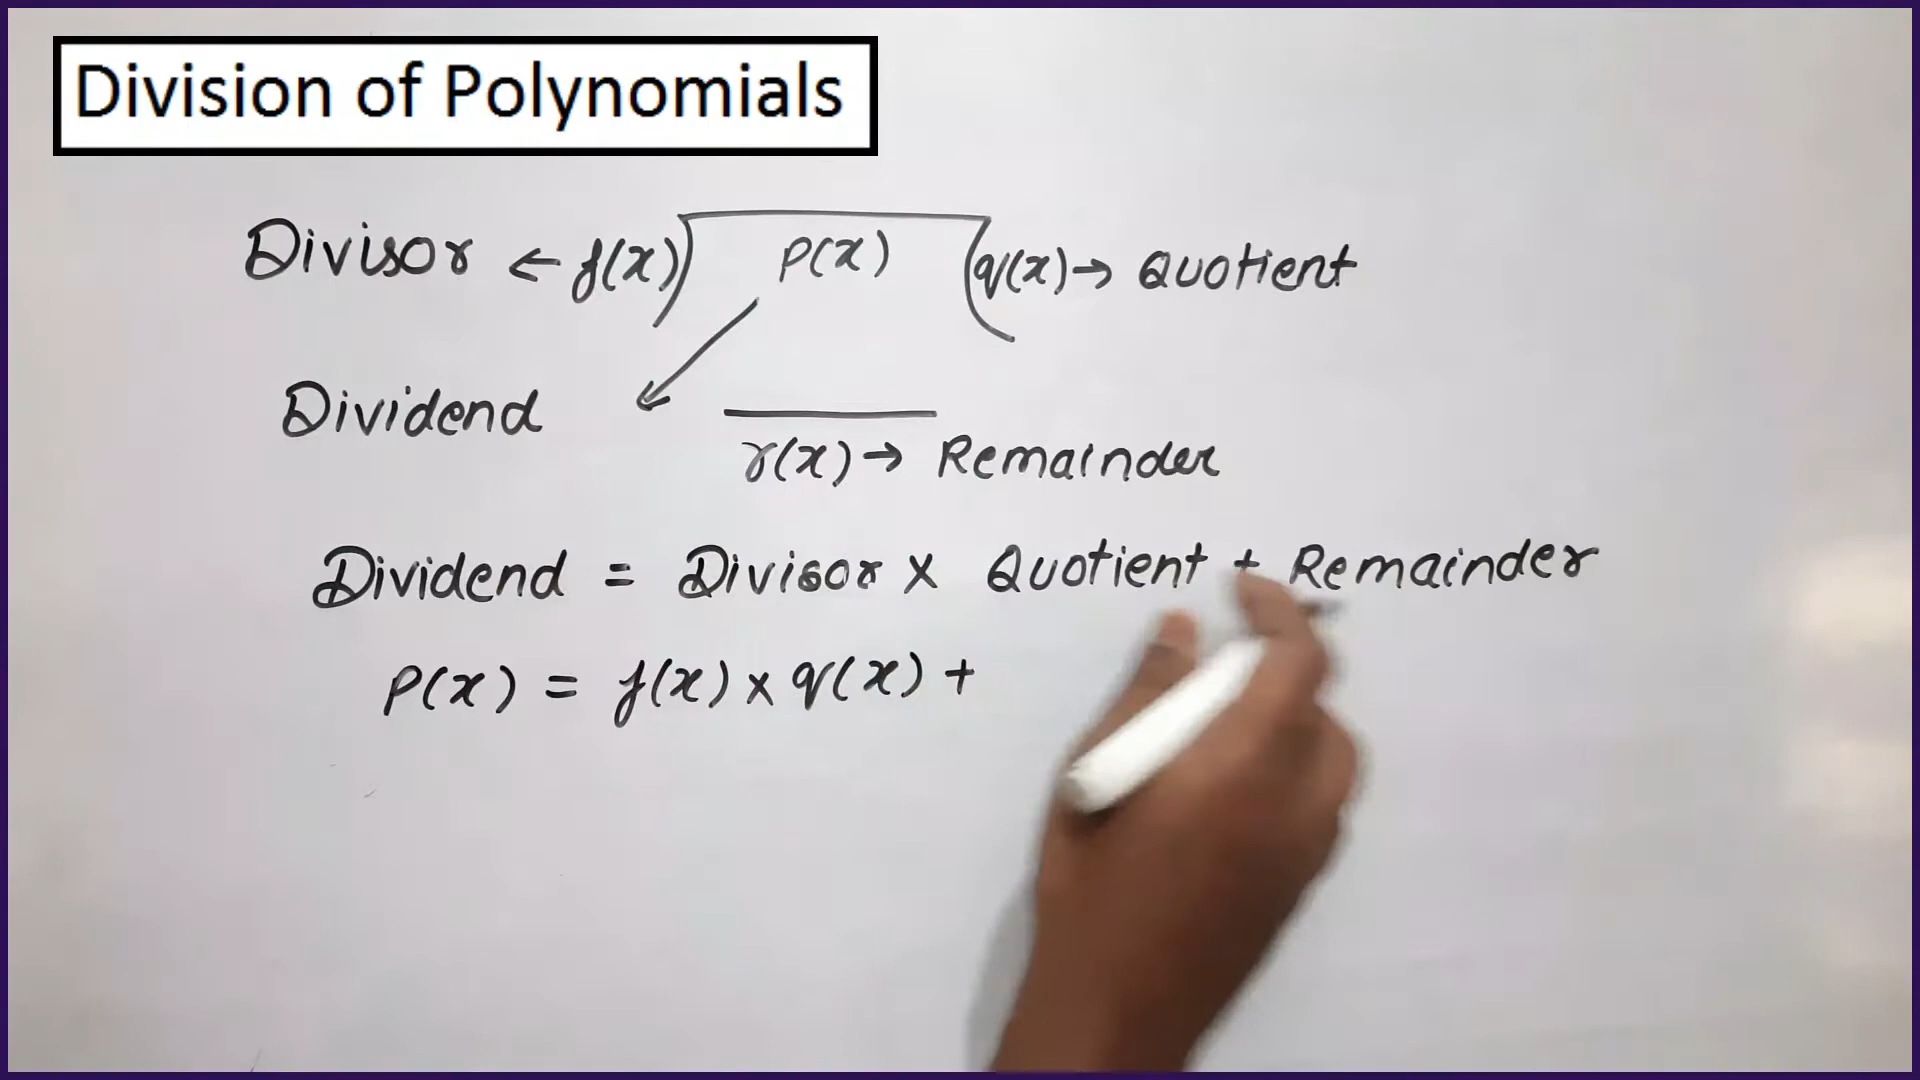 Division of Polynomials
Divisor ← f(x) p(x) q(x) → Quotient
Dividend
r(x) → Remainder
Dividend = Divisor × Quotient + Remainder
p(x) = f(x) × q(x) +